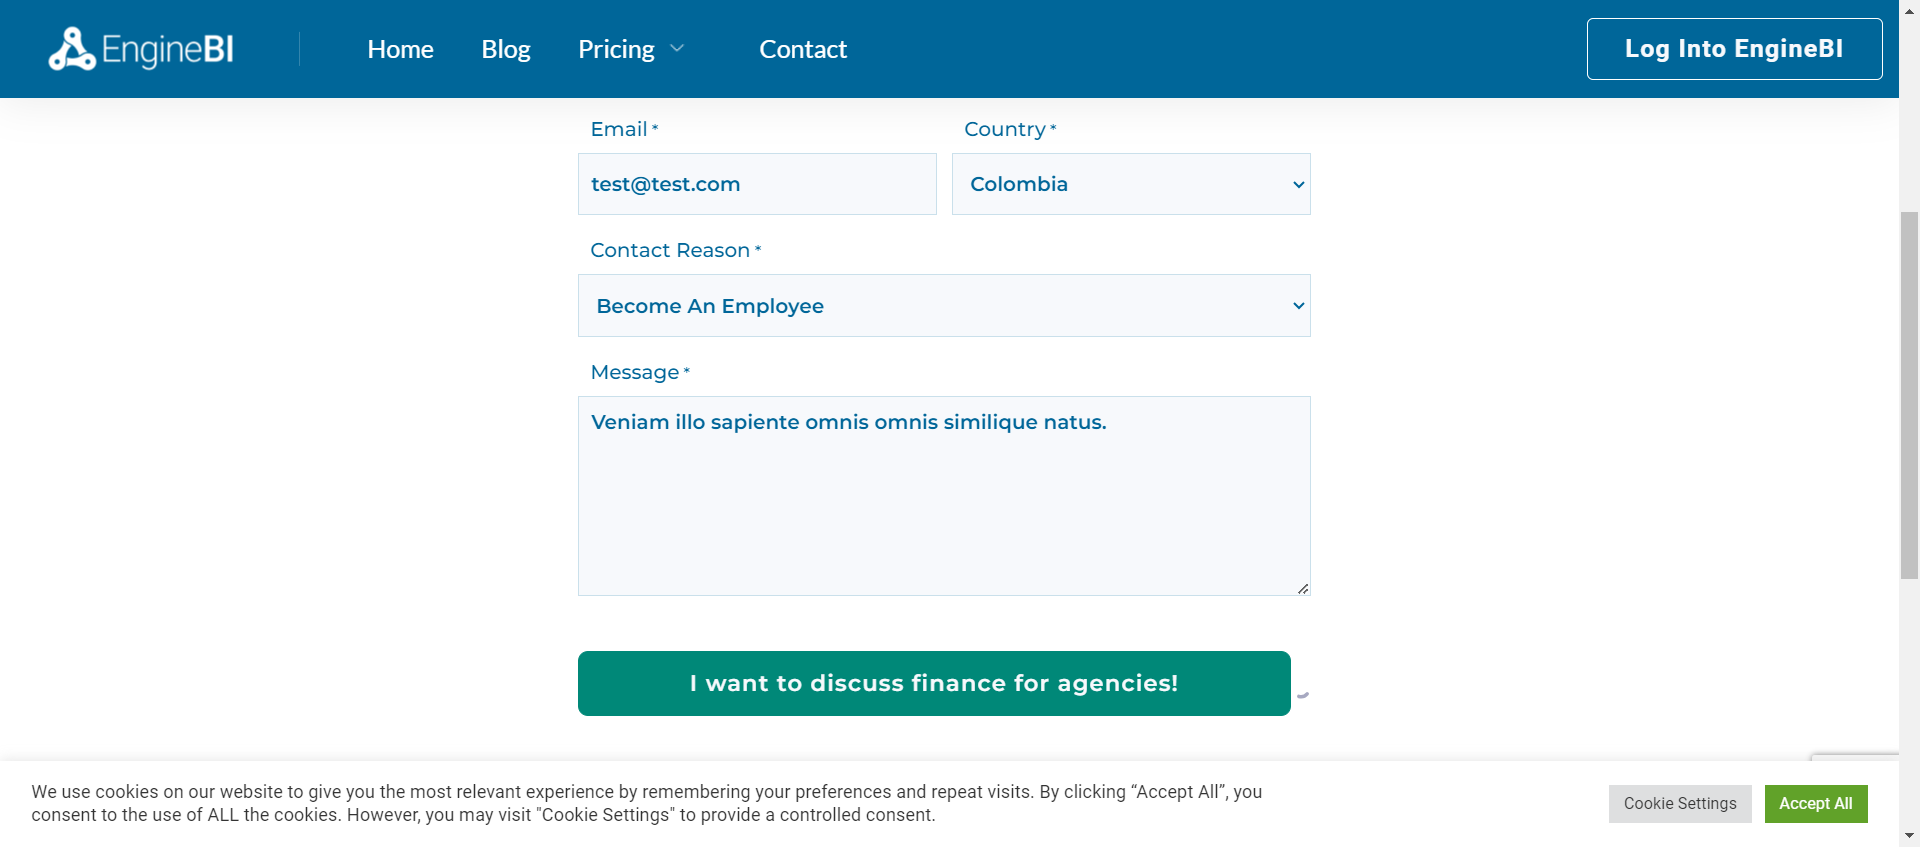 EngineBI
Home
Blog
Pricing
Contact
Log Into EngineBI
Email *
Country *
test@test.com
Colombia
Contact Reason *
Become An Employee
Message *
Veniam illo sapiente omnis omnis similique natus.
I want to discuss finance for agencies!
We use cookies on our website to give you the most relevant experience by remembering your preferences and repeat visits. By clicking “Accept All”, you
consent to the use of ALL the cookies. However, you may visit "Cookie Settings" to provide a controlled consent.
Cookie Settings
Accept All